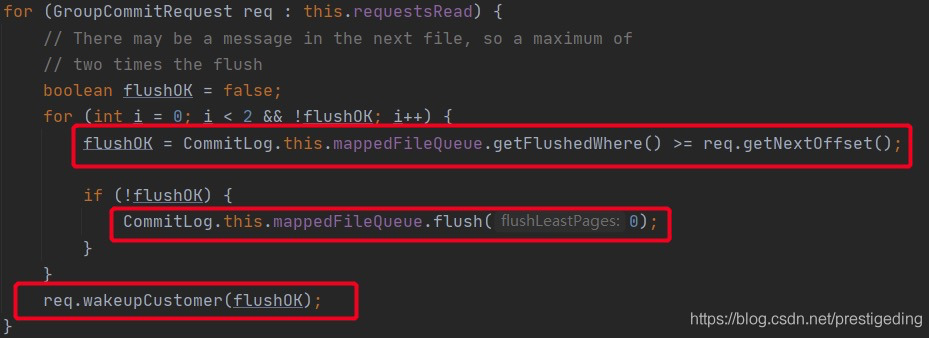 for (GroupCommitRequest req : this.requestsRead) {
// There may be a message in the next file, so a maximum of
// two times the flush
boolean flushOK = false;
for (int i = 0; i < 2 && !flushOK; i++) {
flushOK = CommitLog.this.mappedFileQueue.getFlushedWhere() >= req.getNextOffset();
if (!flushOK) {
CommitLog.this.mappedFileQueue.flush( flushLeastPages: 0);
}
}
req.wakeupCustomer(flushOK);
}
https://blog.csdn.net/prestigeding